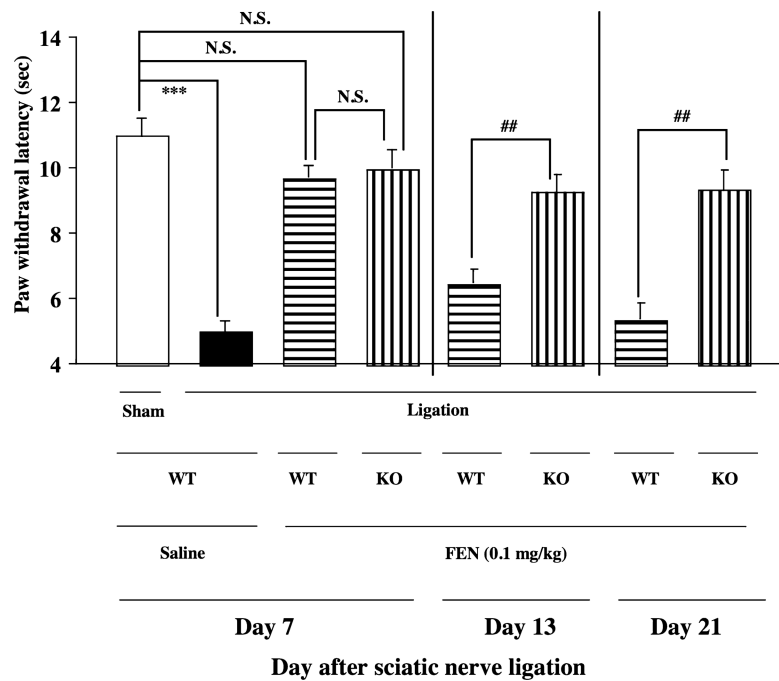 N.S.
N.S.
***
N.S.
##
##
Paw withdrawal latency (sec)
14
12
10
8
6
4
Sham
Ligation
WT
WT
KO
WT
KO
WT
KO
Saline
FEN (0.1 mg/kg)
Day 7
Day 13
Day 21
Day after sciatic nerve ligation